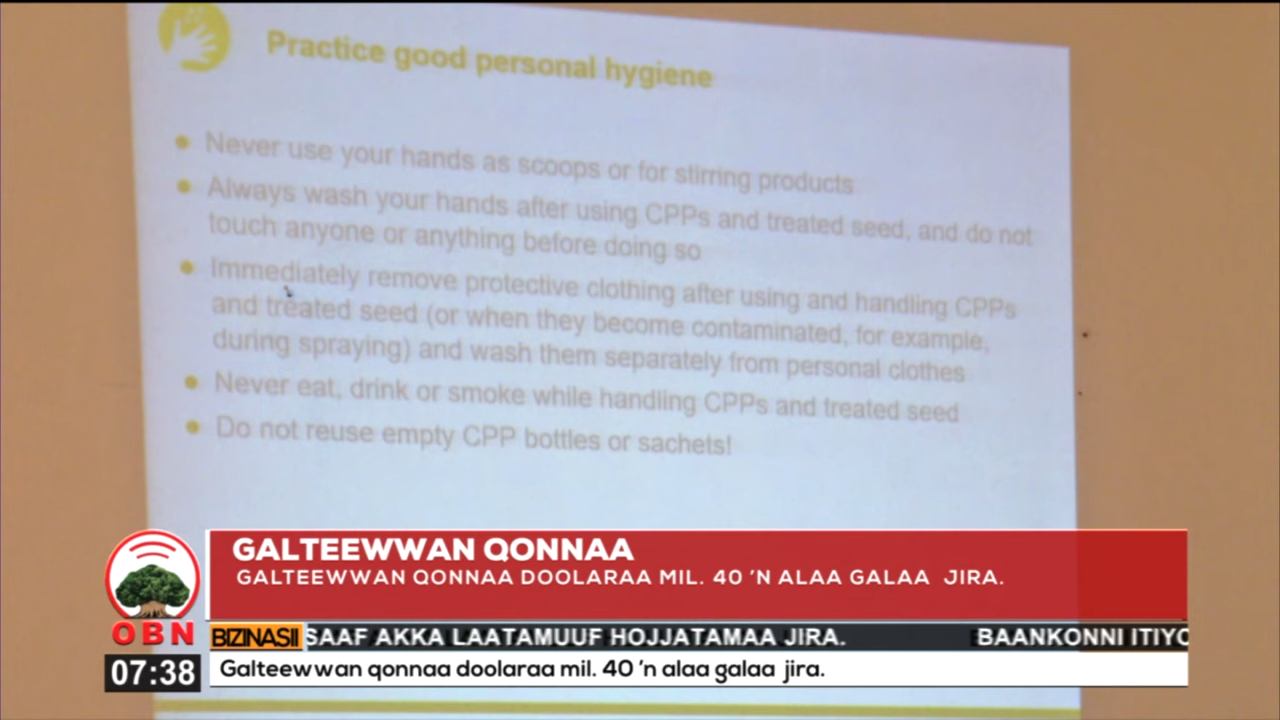 Practice good personal hygiene
Never use your hands as scoops or for stirring products
Always wash your hands after using CPPs and treated seed, and do not
touch anyone or anything before doing so
Immediately remove protective clothing after using and handling CPPs
and treated seed (or when they become contaminated, for example,
during spraying) and wash them separately from personal clothes
Never eat, drink or smoke while handling CPPs and treated seed
Do not reuse empty CPP bottles or sachets!
GALTEEWWAN QONNAA
GALTEEWWAN QONNAA DOOLARAA MIL. 40 'N ALAA GALAA JIRA.
OBN
BIZINASII SAAF AKKA LAATAMUUF HOJJATAMAA JIRA. BAANKONNI ITIYO
07:38 Galteewwan qonnaa doolaraa mil. 40 'n alaa galaa jira.